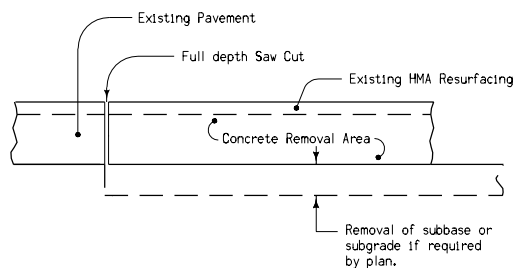 Existing Pavement
Full depth Saw Cut
Existing HMA Resurfacing
Concrete Removal Area
Removal of subbase or
subgrade if required
by plan.